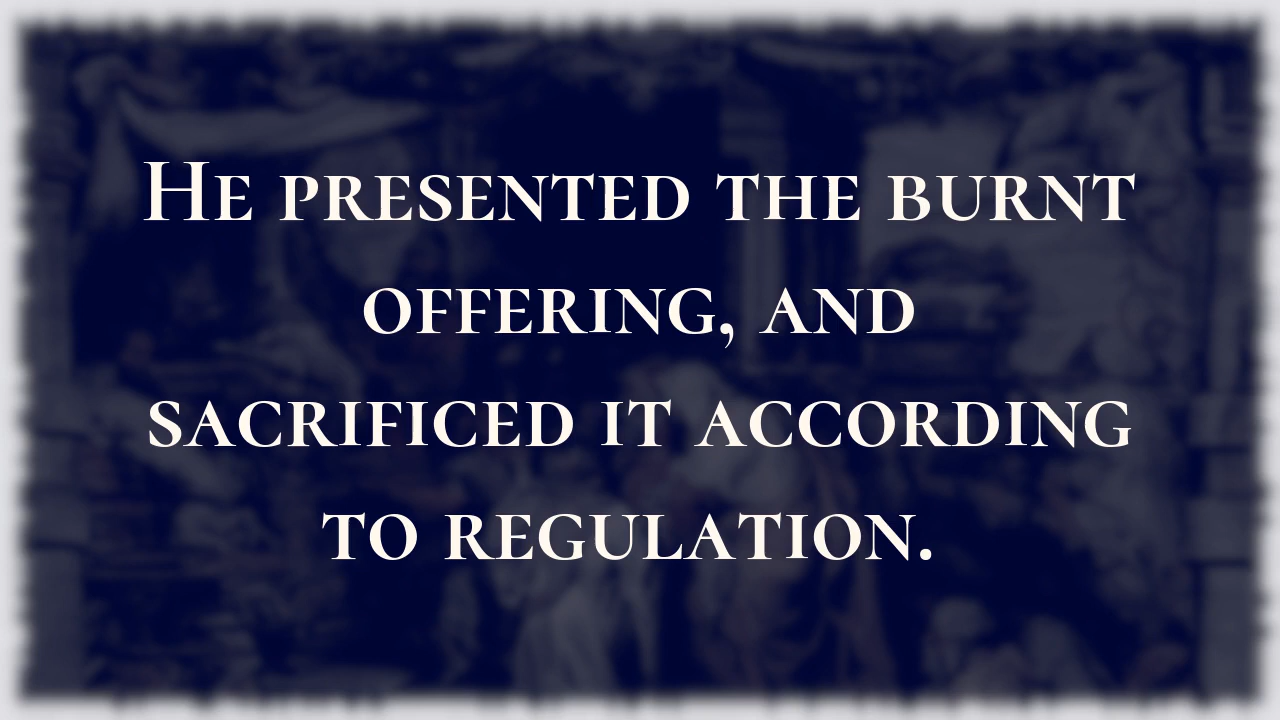 He presented the burnt
offering, and
sacrificed it according
to regulation.